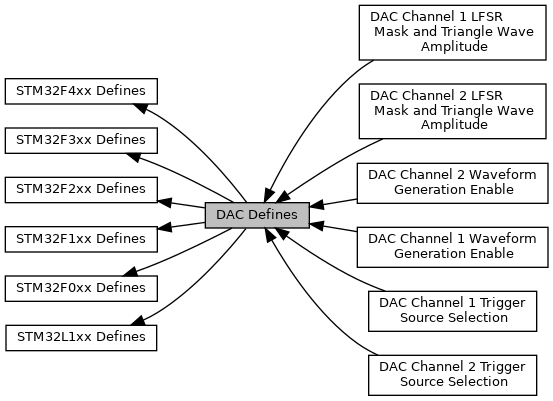 STM32F4xx Defines
STM32F3xx Defines
STM32F2xx Defines
STM32F1xx Defines
STM32F0xx Defines
STM32L1xx Defines
DAC Defines
DAC Channel 1 LFSR
Mask and Triangle Wave
Amplitude
DAC Channel 2 LFSR
Mask and Triangle Wave
Amplitude
DAC Channel 2 Waveform
Generation Enable
DAC Channel 1 Waveform
Generation Enable
DAC Channel 1 Trigger
Source Selection
DAC Channel 2 Trigger
Source Selection